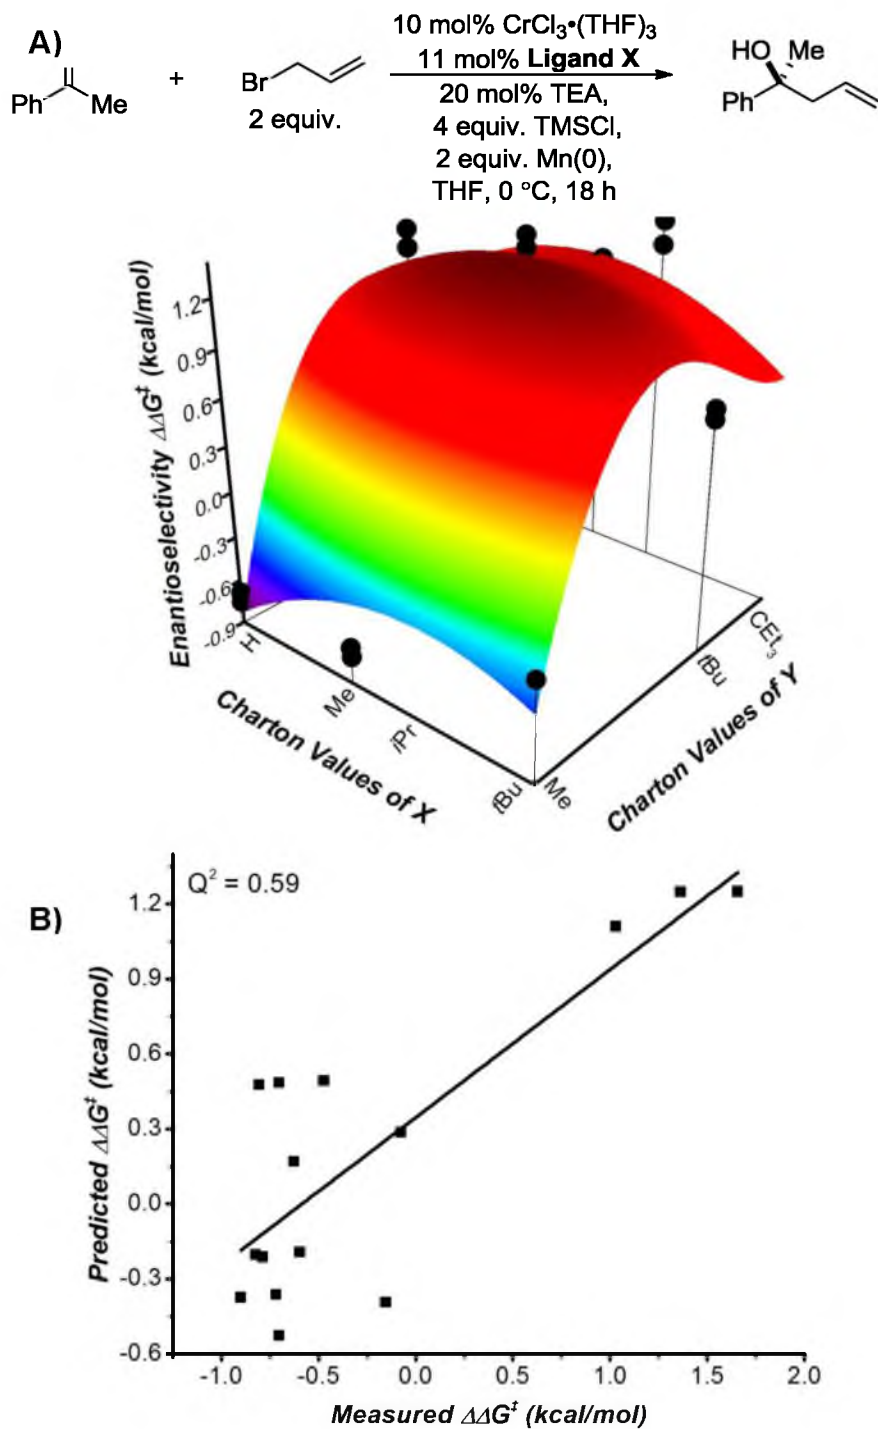 A)
10 mol% CrCl3•(THF)3
11 mol% Ligand X
20 mol% TEA,
4 equiv. TMSCl,
2 equiv. Mn(0),
THF, 0 °C, 18 h
Ph
Me
+
Br
2 equiv.
HO
Me
Ph
Enantioselectivity ΔΔG‡ (kcal/mol)
1.2
0.9
0.6
0.3
0.0
-0.3
-0.6
-0.9
H
Me
iPr
tBu
Charton Values of X
Me
tBu
CEt3
Charton Values of Y
B)
Q² = 0.59
Predicted ΔΔG‡ (kcal/mol)
1.2
0.9
0.6
0.3
0.0
-0.3
-0.6
-1.0 -0.5 0.0 0.5 1.0 1.5 2.0
Measured ΔΔG‡ (kcal/mol)